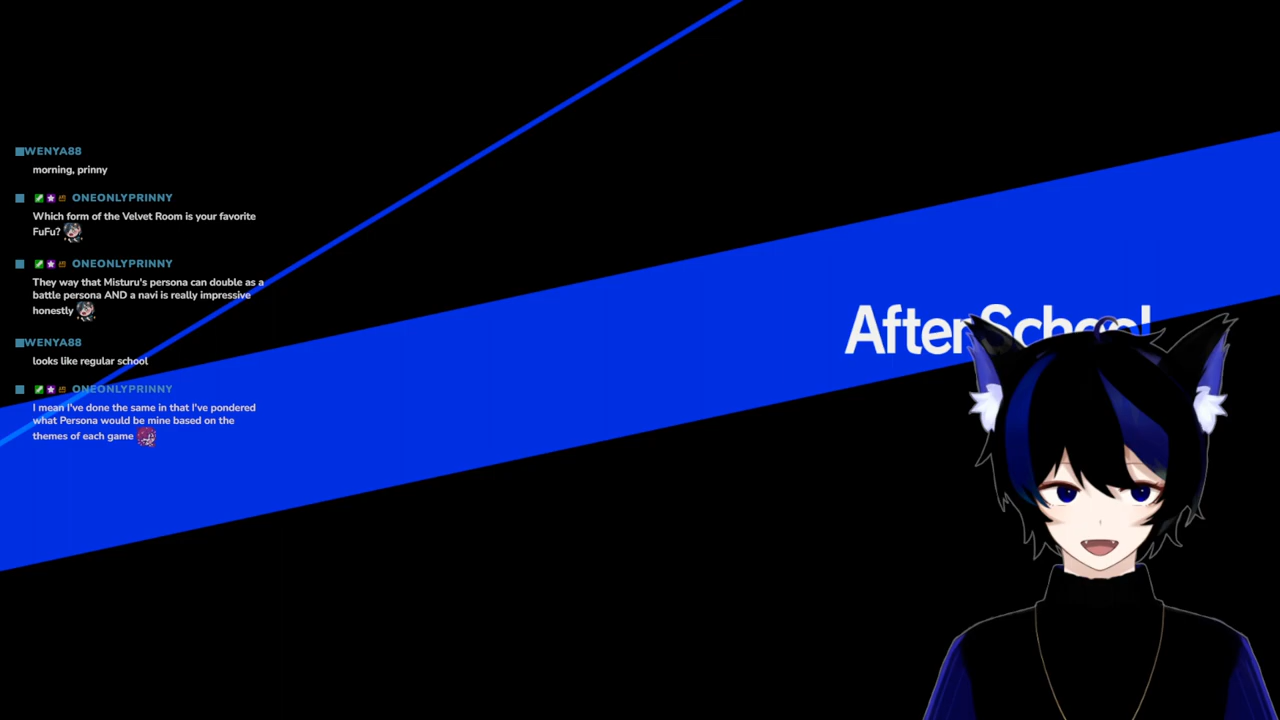 WENYA88
morning, prinny
ONEONLYPRINNY
Which form of the Velvet Room is your favorite
FuFu?
ONEONLYPRINNY
They way that Misturu's persona can double as a
battle persona AND a navi is really impressive
honestly
WENYA88
looks like regular school
ONEONLYPRINNY
I mean I've done the same in that I've pondered
what Persona would be mine based on the
themes of each game
After School